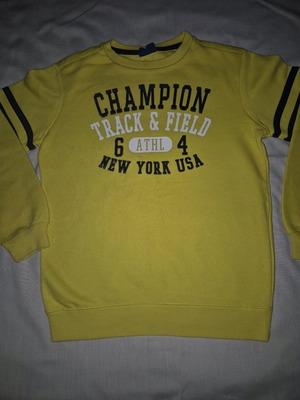 CHAMPION
TRACK & FIELD
6 ATHL 4
NEW YORK USA